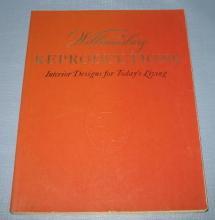 Williamsburg
REPRODUCTIONS
Interior Designs for Today's Living